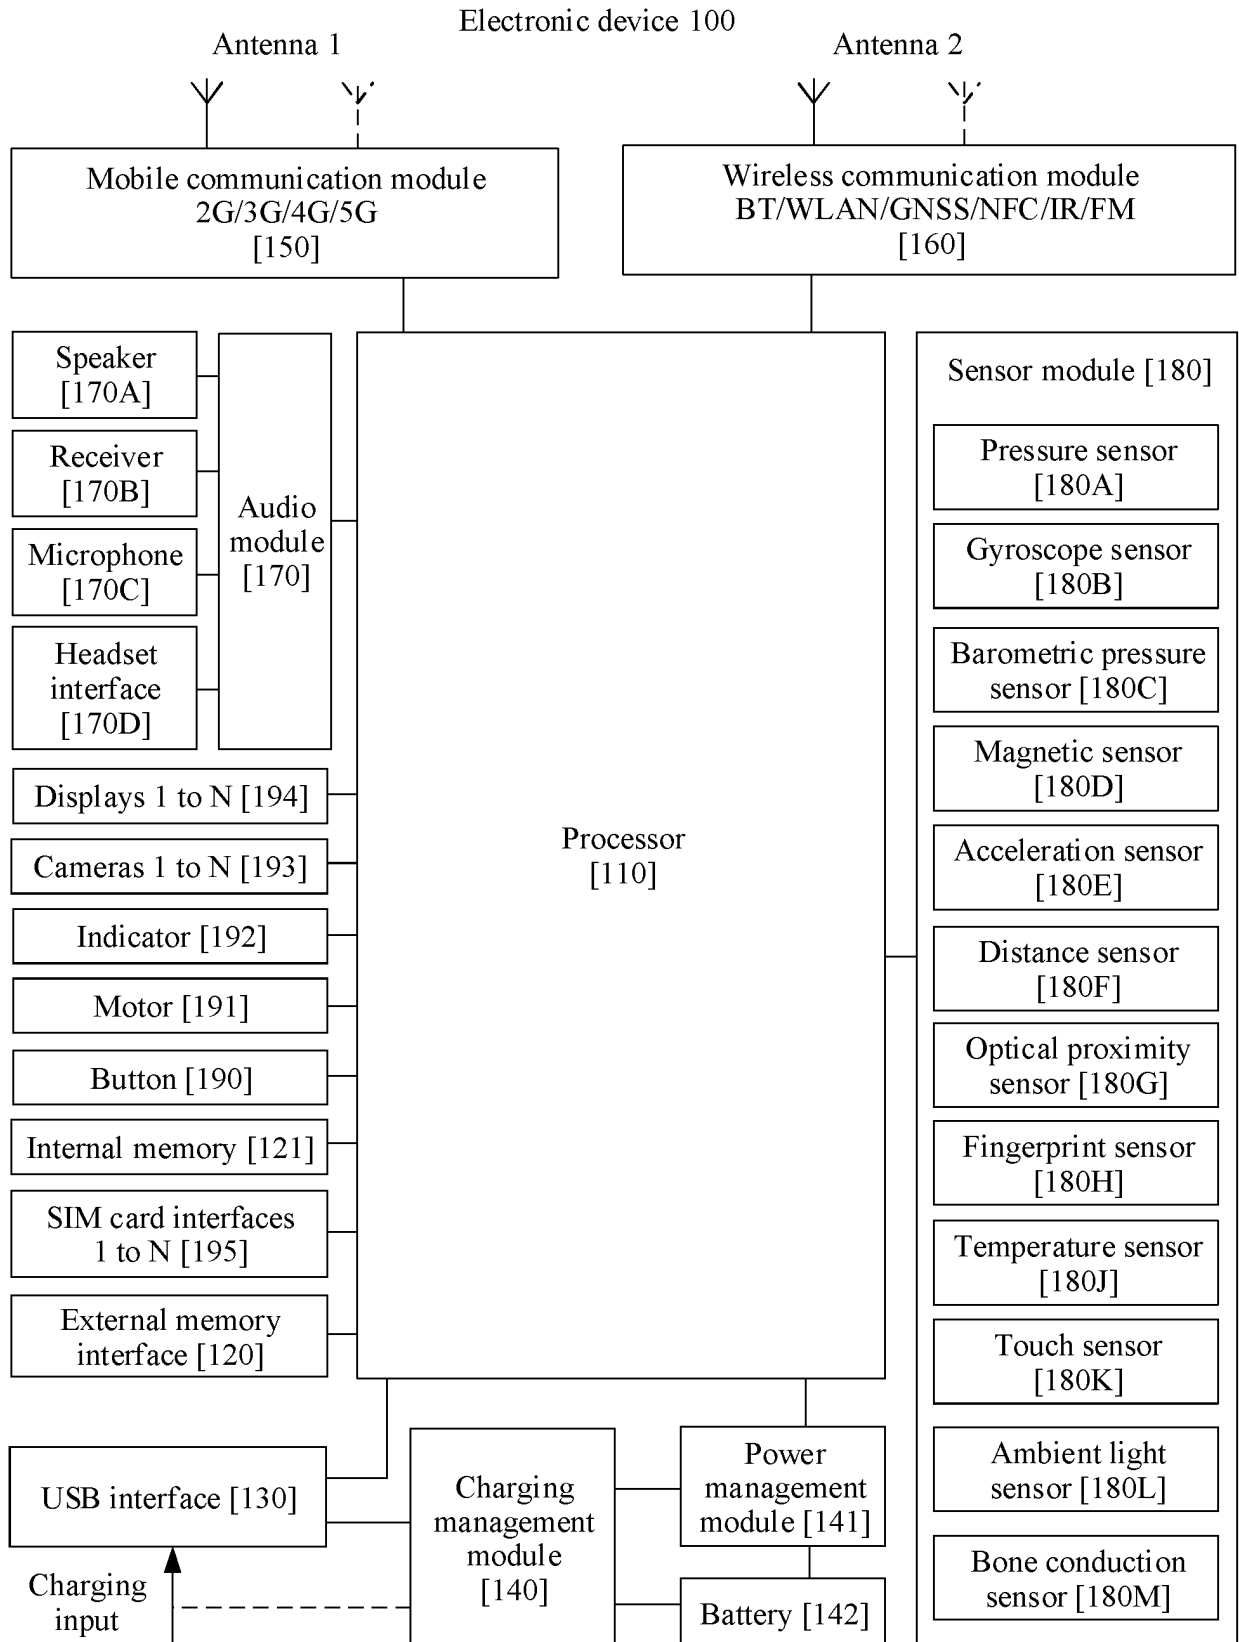 Electronic device 100
Antenna 1
Antenna 2
Mobile communication module
2G/3G/4G/5G
[150]
Wireless communication module
BT/WLAN/GNSS/NFC/IR/FM
[160]
Speaker
[170A]
Receiver
[170B]
Microphone
[170C]
Headset
interface
[170D]
Audio
module
[170]
Displays 1 to N [194]
Cameras 1 to N [193]
Indicator [192]
Motor [191]
Button [190]
Internal memory [121]
SIM card interfaces
1 to N [195]
External memory
interface [120]
Processor
[110]
Sensor module [180]
Pressure sensor
[180A]
Gyroscope sensor
[180B]
Barometric pressure
sensor [180C]
Magnetic sensor
[180D]
Acceleration sensor
[180E]
Distance sensor
[180F]
Optical proximity
sensor [180G]
Fingerprint sensor
[180H]
Temperature sensor
[180J]
Touch sensor
[180K]
Ambient light
sensor [180L]
Bone conduction
sensor [180M]
USB interface [130]
Charging
input
Charging
management
module
[140]
Power
management
module [141]
Battery [142]